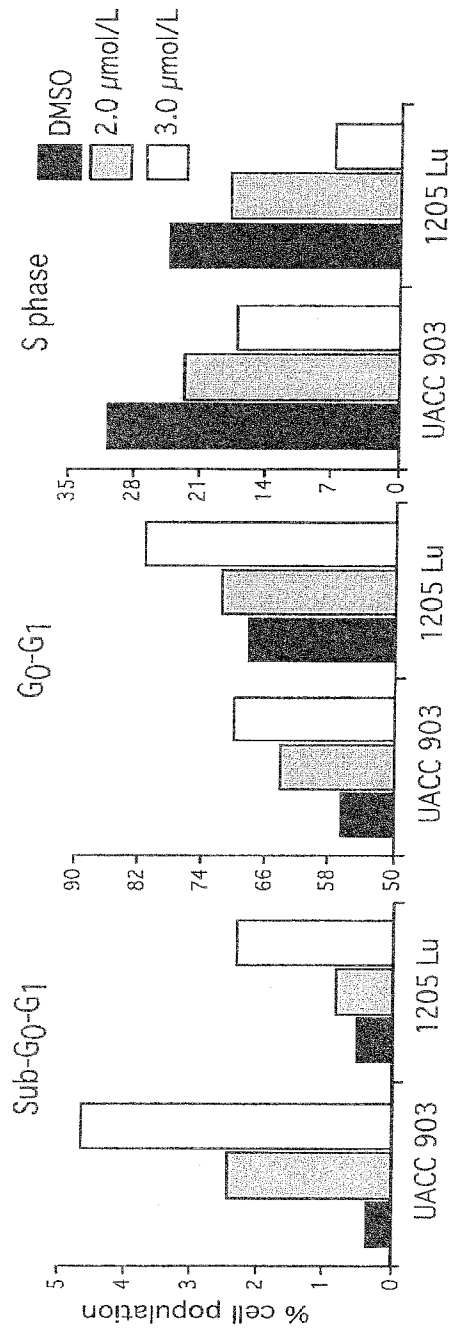 Sub-G0-G1
% cell population
5
4
3
2
1
0
UACC 903
1205 Lu
G0-G1
90
82
74
66
58
50
UACC 903
1205 Lu
S phase
35
28
21
14
7
0
UACC 903
1205 Lu
DMSO
2.0 µmol/L
3.0 µmol/L